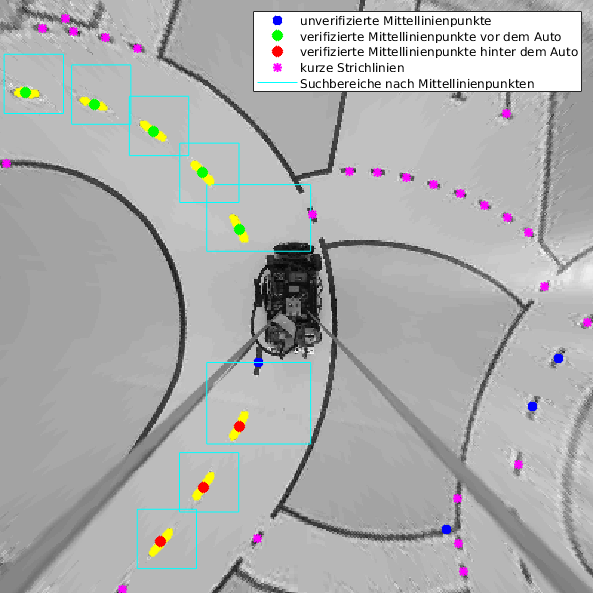 unverifizierte Mittellinienpunkte
verifizierte Mittellinienpunkte vor dem Auto
verifizierte Mittellinienpunkte hinter dem Auto
kurze Strichlinien
Suchbereiche nach Mittellinienpunkten